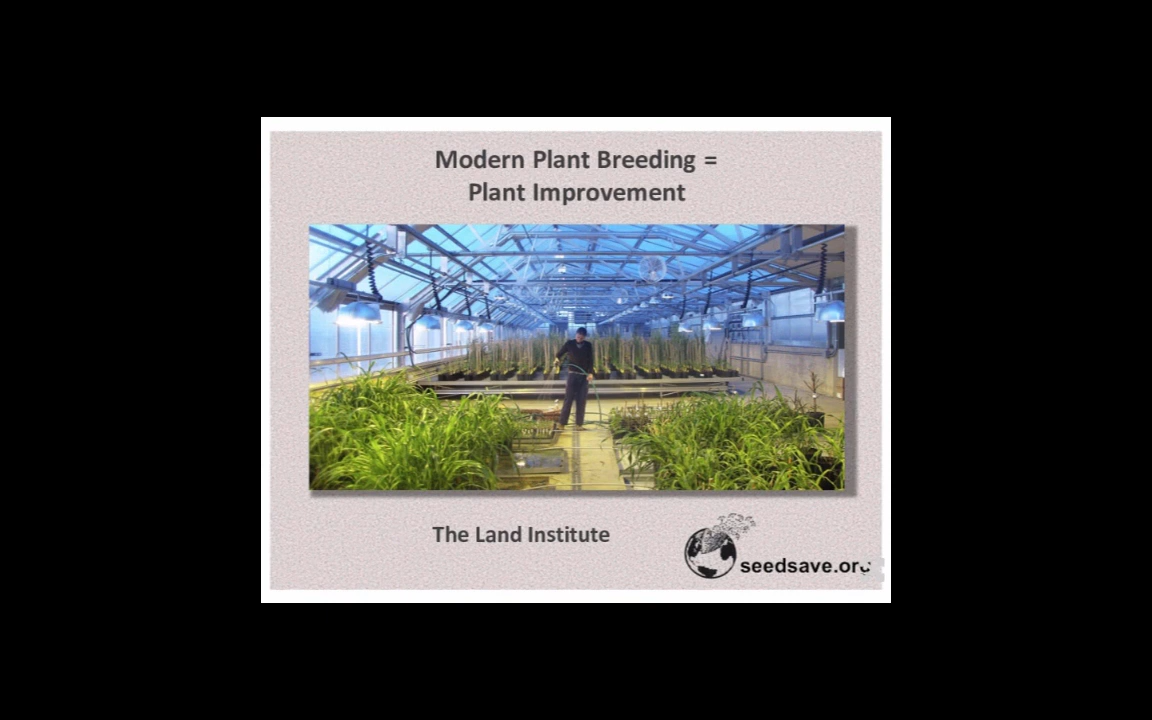 Modern Plant Breeding =
Plant Improvement
The Land Institute
seedsave.org